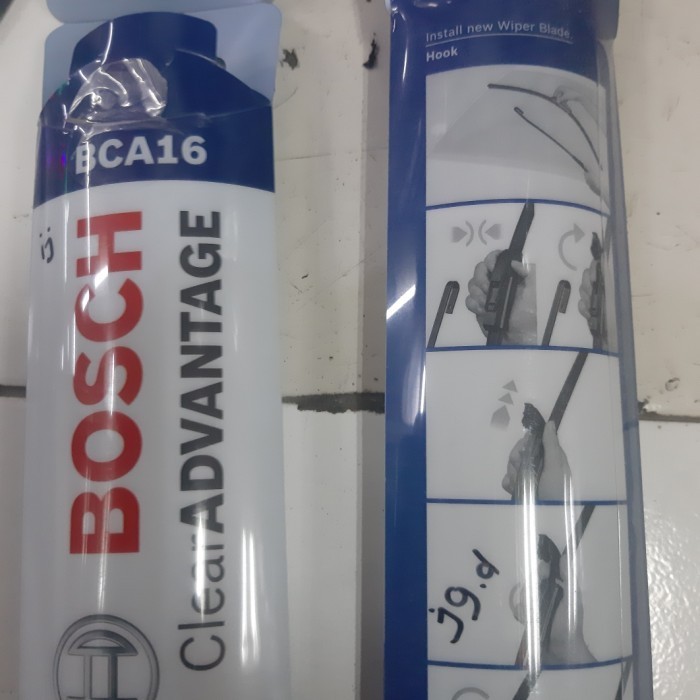 BCA16
BOSCH
ClearADVANTAGE
Install new Wiper Blade.
Hook